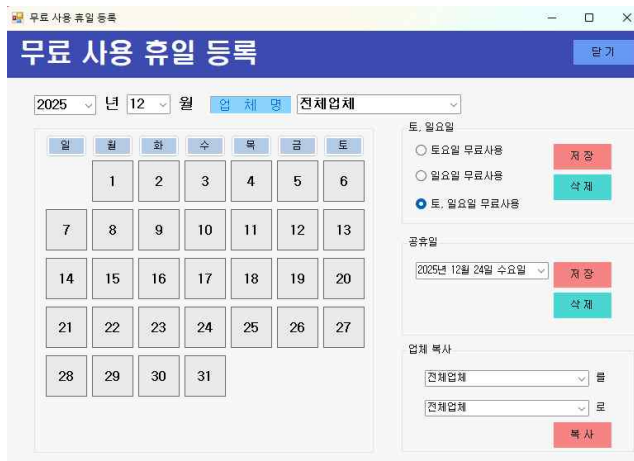 무료 사용 휴일 등록
무료 사용 휴일 등록
닫기
2025 년 12 월 업 체 명 전체업체
일 월 화 수 목 금 토
1 2 3 4 5 6
7 8 9 10 11 12 13
14 15 16 17 18 19 20
21 22 23 24 25 26 27
28 29 30 31
토, 일요일
토요일 무료사용
일요일 무료사용
토, 일요일 무료사용
저장
삭제
공휴일
2025년 12월 24일 수요일
저장
삭제
업체 복사
전체업체 를
전체업체 로
복사